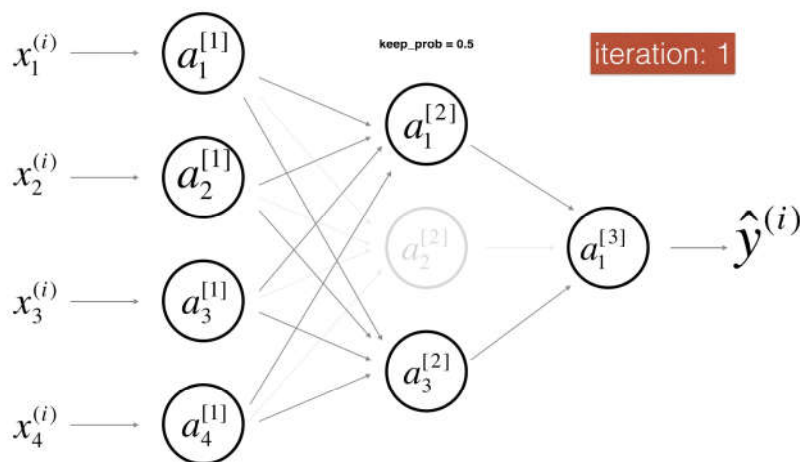 keep_prob = 0.5
iteration: 1
x_1^{(i)}
a_1^{[1]}
a_1^{[2]}
x_2^{(i)}
a_2^{[1]}
a_2^{[2]}
a_1^{[3]}
ŷ^{(i)}
x_3^{(i)}
a_3^{[1]}
a_3^{[2]}
x_4^{(i)}
a_4^{[1]}